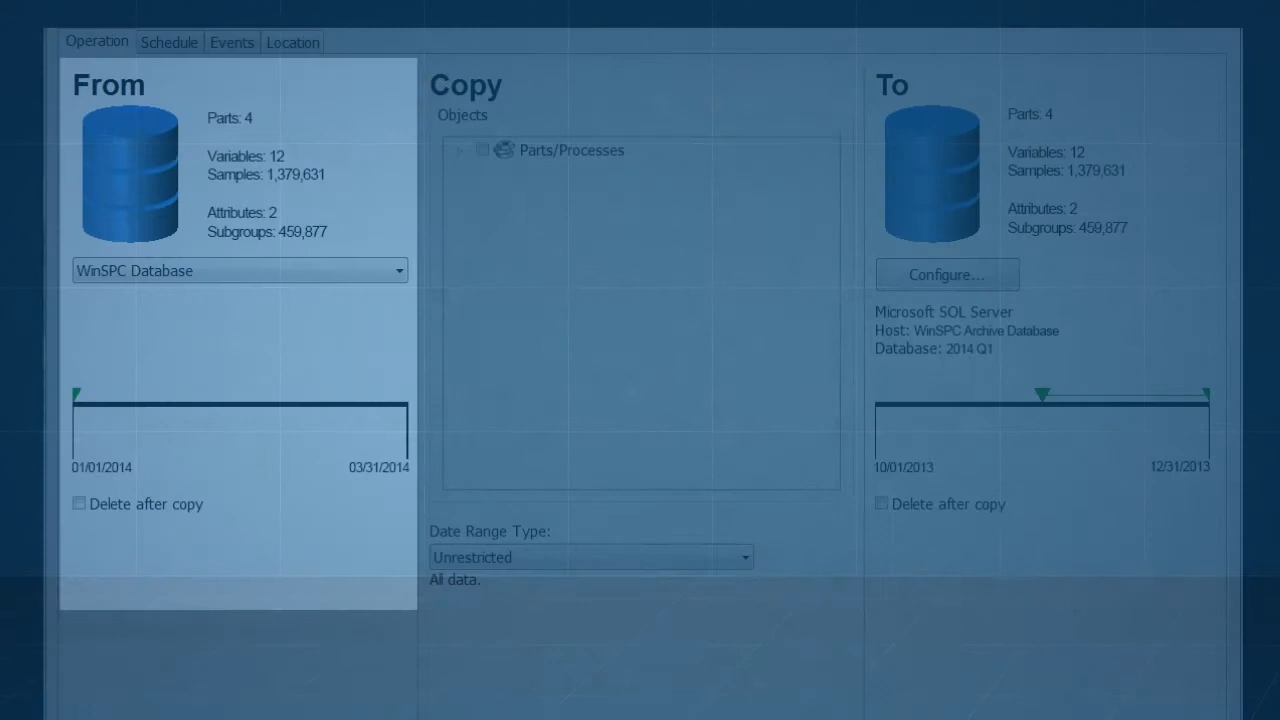 Operation Schedule Events Location
From
Parts: 4
Variables: 12
Samples: 1,379,631
Attributes: 2
Subgroups: 459,877
WinSPC Database
01/01/2014 03/31/2014
Delete after copy
Copy
Objects
Parts/Processes
Date Range Type:
Unrestricted
All data.
To
Parts: 4
Variables: 12
Samples: 1,379,631
Attributes: 2
Subgroups: 459,877
Configure...
Microsoft SOL Server
Host: WinSPC Archive Database
Database: 2014 Q1
10/01/2013 12/31/2013
Delete after copy